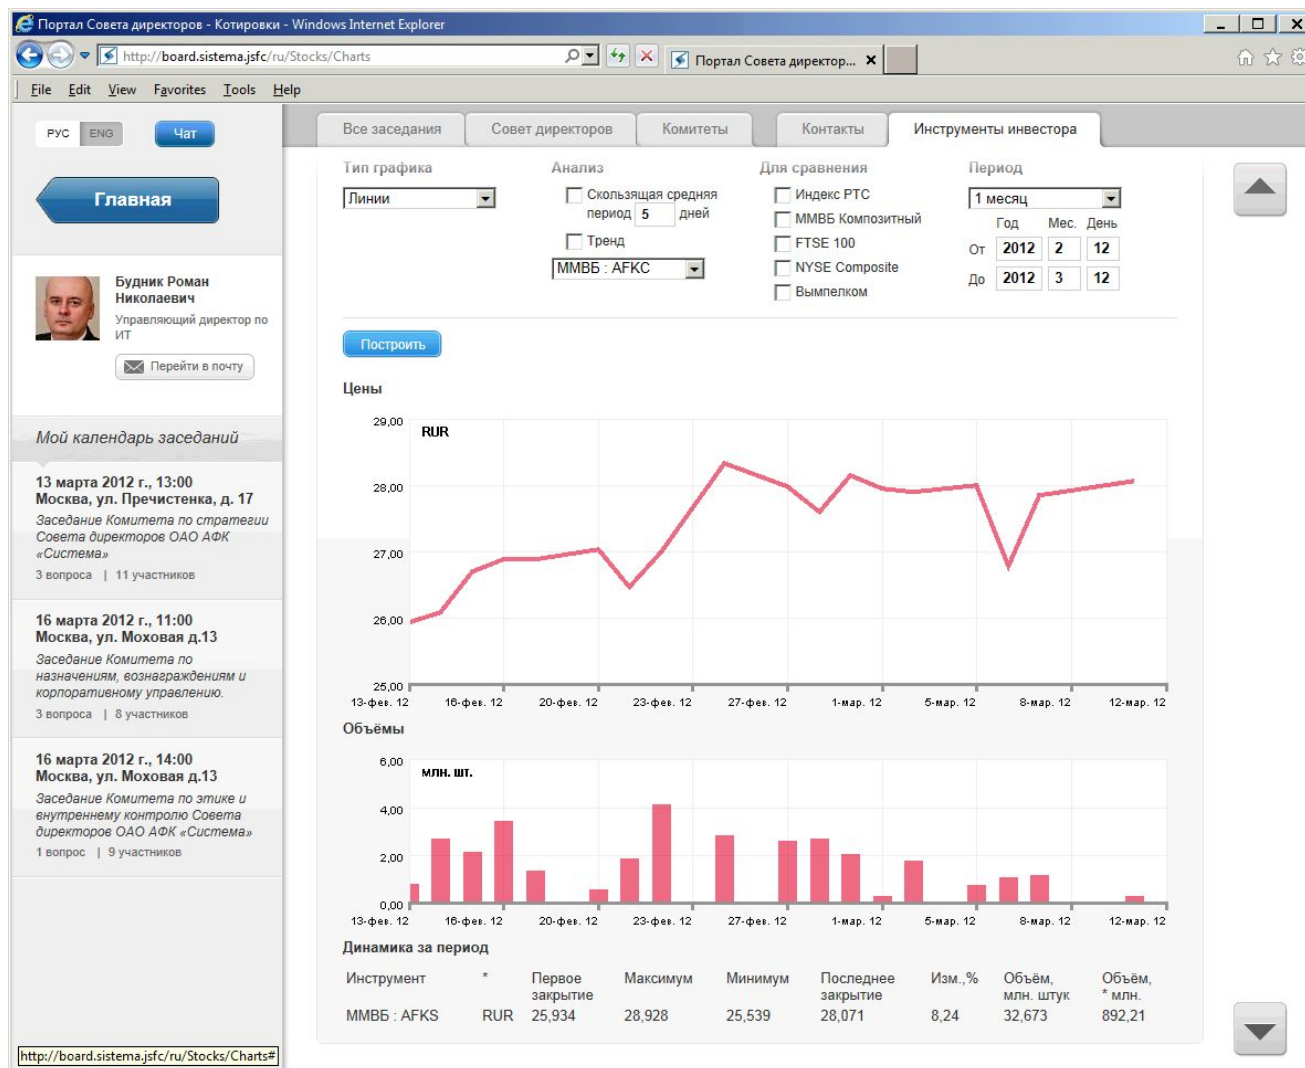 Портал Совета директоров - Котировки - Windows Internet Explorer
http://board.sistema.jsfc/ru/Stocks/Charts
Портал Совета директор...
File Edit View Favorites Tools Help
РУС ENG Чат
Главная
Будник Роман
Николаевич
Управляющий директор по
ИТ
Перейти в почту
Мой календарь заседаний
13 марта 2012 г., 13:00
Москва, ул. Пречистенка, д. 17
Заседание Комитета по стратегии
Совета директоров ОАО АФК
«Система»
3 вопроса | 11 участников
16 марта 2012 г., 11:00
Москва, ул. Моховая д.13
Заседание Комитета по
назначениям, вознаграждениям и
корпоративному управлению.
3 вопроса | 8 участников
16 марта 2012 г., 14:00
Москва, ул. Моховая д.13
Заседание Комитета по этике и
внутреннему контролю Совета
директоров ОАО АФК «Система»
1 вопрос | 9 участников
http://board.sistema.jsfc/ru/Stocks/Charts#
Все заседания Совет директоров Комитеты Контакты Инструменты инвестора
Тип графика
Линии
Анализ
Скользящая средняя
период 5 дней
Тренд
ММВБ : AFKC
Для сравнения
Индекс РТС
ММВБ Композитный
FTSE 100
NYSE Composite
Вымпелком
Период
1 месяц
Год Мес. День
От 2012 2 12
До 2012 3 12
Построить
Цены
RUR
29,00
28,00
27,00
26,00
25,00
13-фев. 12 16-фев. 12 20-фев. 12 23-фев. 12 27-фев. 12 1-мар. 12 5-мар. 12 8-мар. 12 12-мар. 12
Объёмы
млн. шт.
6,00
4,00
2,00
0,00
13-фев. 12 16-фев. 12 20-фев. 12 23-фев. 12 27-фев. 12 1-мар. 12 5-мар. 12 8-мар. 12 12-мар. 12
Динамика за период
Инструмент * Первое Максимум Минимум Последнее Изм.,% Объём, Объём,
закрытие закрытие млн. штук * млн.
ММВБ : AFKS RUR 25,934 28,928 25,539 28,071 8,24 32,673 892,21